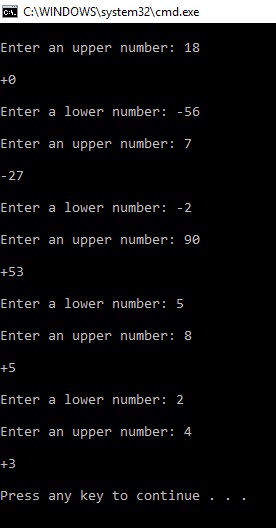 C:\WINDOWS\system32\cmd.exe
Enter an upper number: 18
+0
Enter a lower number: -56
Enter an upper number: 7
-27
Enter a lower number: -2
Enter an upper number: 90
+53
Enter a lower number: 5
Enter an upper number: 8
+5
Enter a lower number: 2
Enter an upper number: 4
+3
Press any key to continue . . .